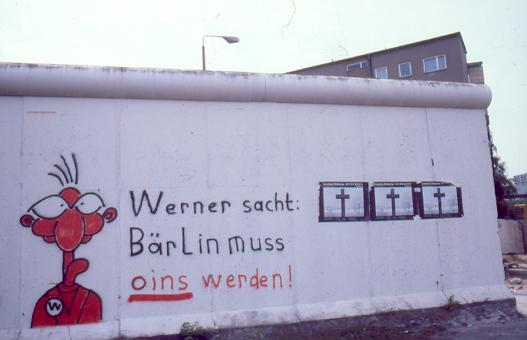 Werner sacht:
BärLin muss
oins werden!
W